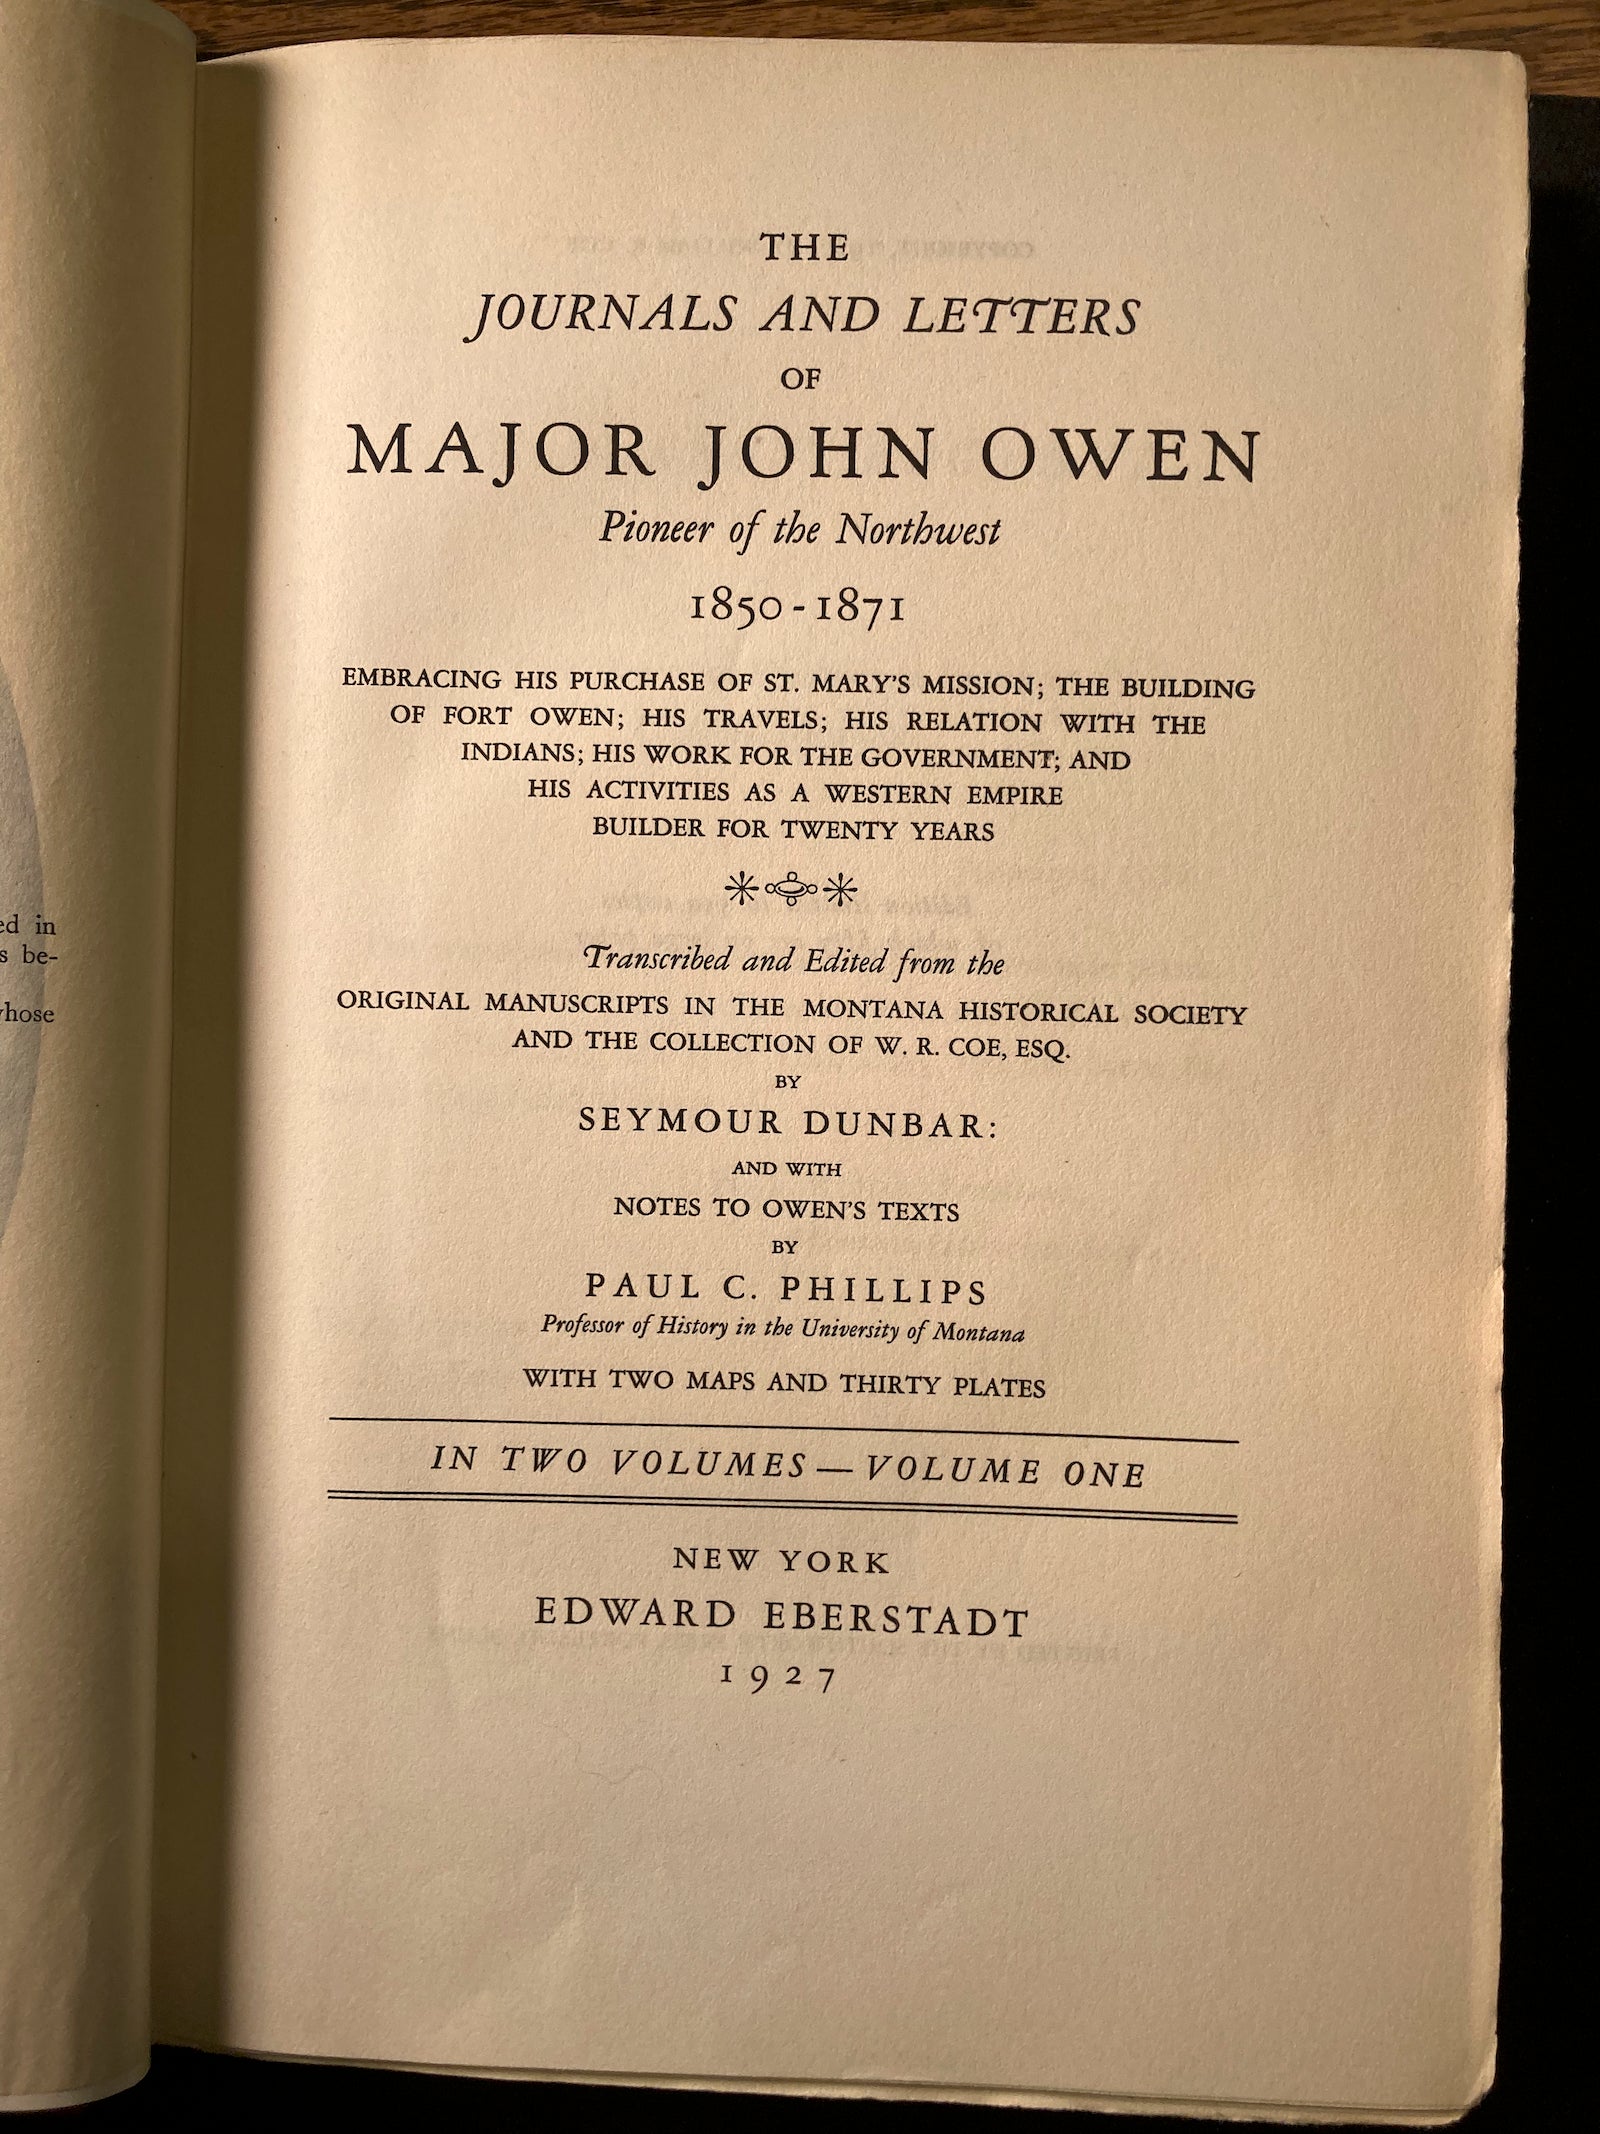 ed in
s be-
whose
THE
JOURNALS AND LETTERS
OF
MAJOR JOHN OWEN
Pioneer of the Northwest
1850-1871
EMBRACING HIS PURCHASE OF ST. MARY'S MISSION; THE BUILDING
OF FORT OWEN; HIS TRAVELS; HIS RELATION WITH THE
INDIANS; HIS WORK FOR THE GOVERNMENT; AND
HIS ACTIVITIES AS A WESTERN EMPIRE
BUILDER FOR TWENTY YEARS
Transcribed and Edited from the
ORIGINAL MANUSCRIPTS IN THE MONTANA HISTORICAL SOCIETY
AND THE COLLECTION OF W. R. COE, ESQ.
BY
SEYMOUR DUNBAR:
AND WITH
NOTES TO OWEN'S TEXTS
BY
PAUL C. PHILLIPS
Professor of History in the University of Montana
WITH TWO MAPS AND THIRTY PLATES
IN TWO VOLUMES—VOLUME ONE
NEW YORK
EDWARD EBERSTADT
1927